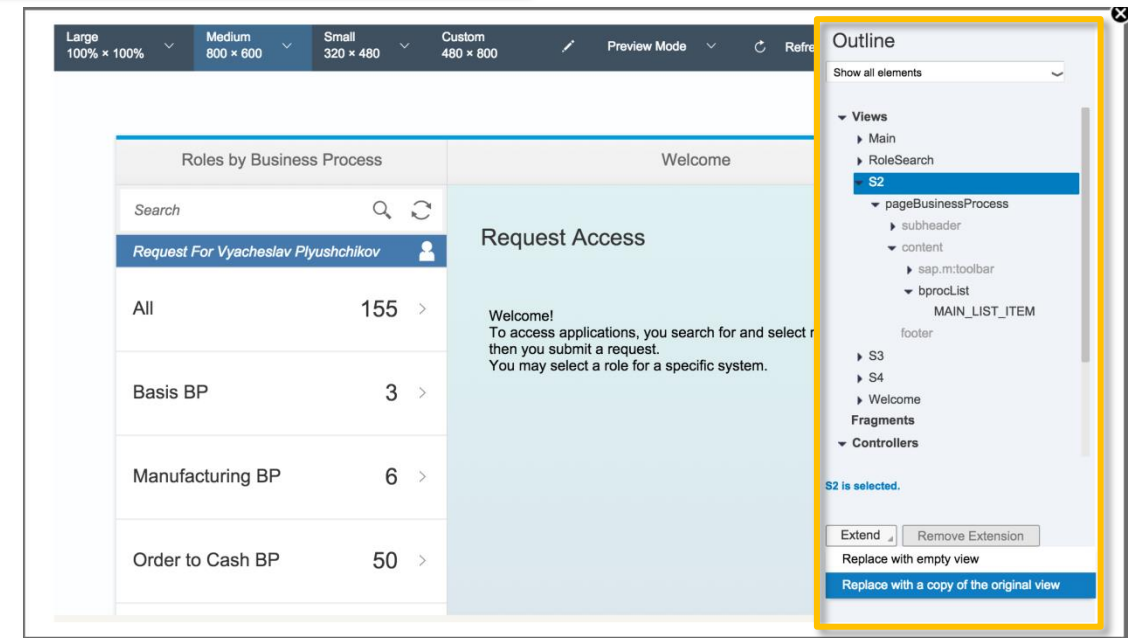 Large
100% × 100%
Medium
800 × 600
Small
320 × 480
Custom
480 × 800
Preview Mode
Refre
Roles by Business Process
Welcome
Search
Request For Vyacheslav Plyushchikov
All 155
Basis BP 3
Manufacturing BP 6
Order to Cash BP 50
Request Access
Welcome!
To access applications, you search for and select r
then you submit a request.
You may select a role for a specific system.
Outline
Show all elements
Views
Main
RoleSearch
S2
pageBusinessProcess
subheader
content
sap.m:toolbar
bprocList
MAIN_LIST_ITEM
footer
S3
S4
Welcome
Fragments
Controllers
S2 is selected.
Extend Remove Extension
Replace with empty view
Replace with a copy of the original view